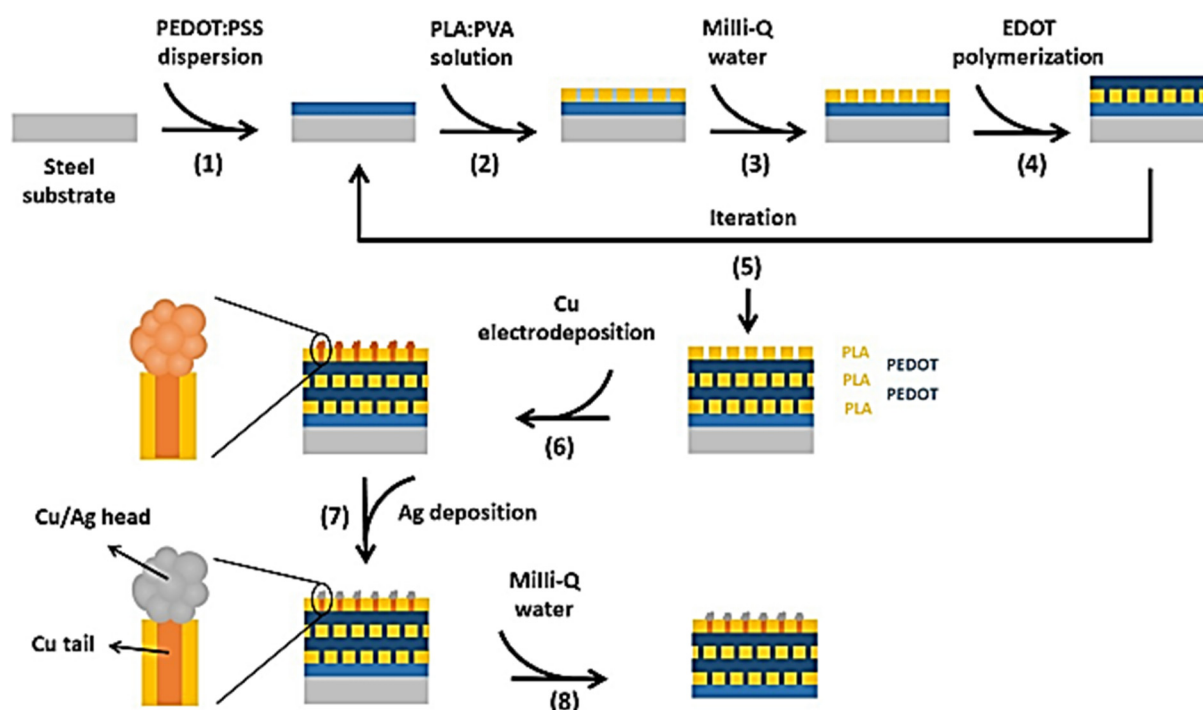 PEDOT:PSS
dispersion
PLA:PVA
solution
Milli-Q
water
EDOT
polymerization
(1)
(2)
(3)
(4)
Steel
substrate
Iteration
(5)
Cu
electrodeposition
PLA
PEDOT
PLA
PEDOT
PLA
(6)
(7)
Ag deposition
Cu/Ag head
Milli-Q
water
Cu tail
(8)